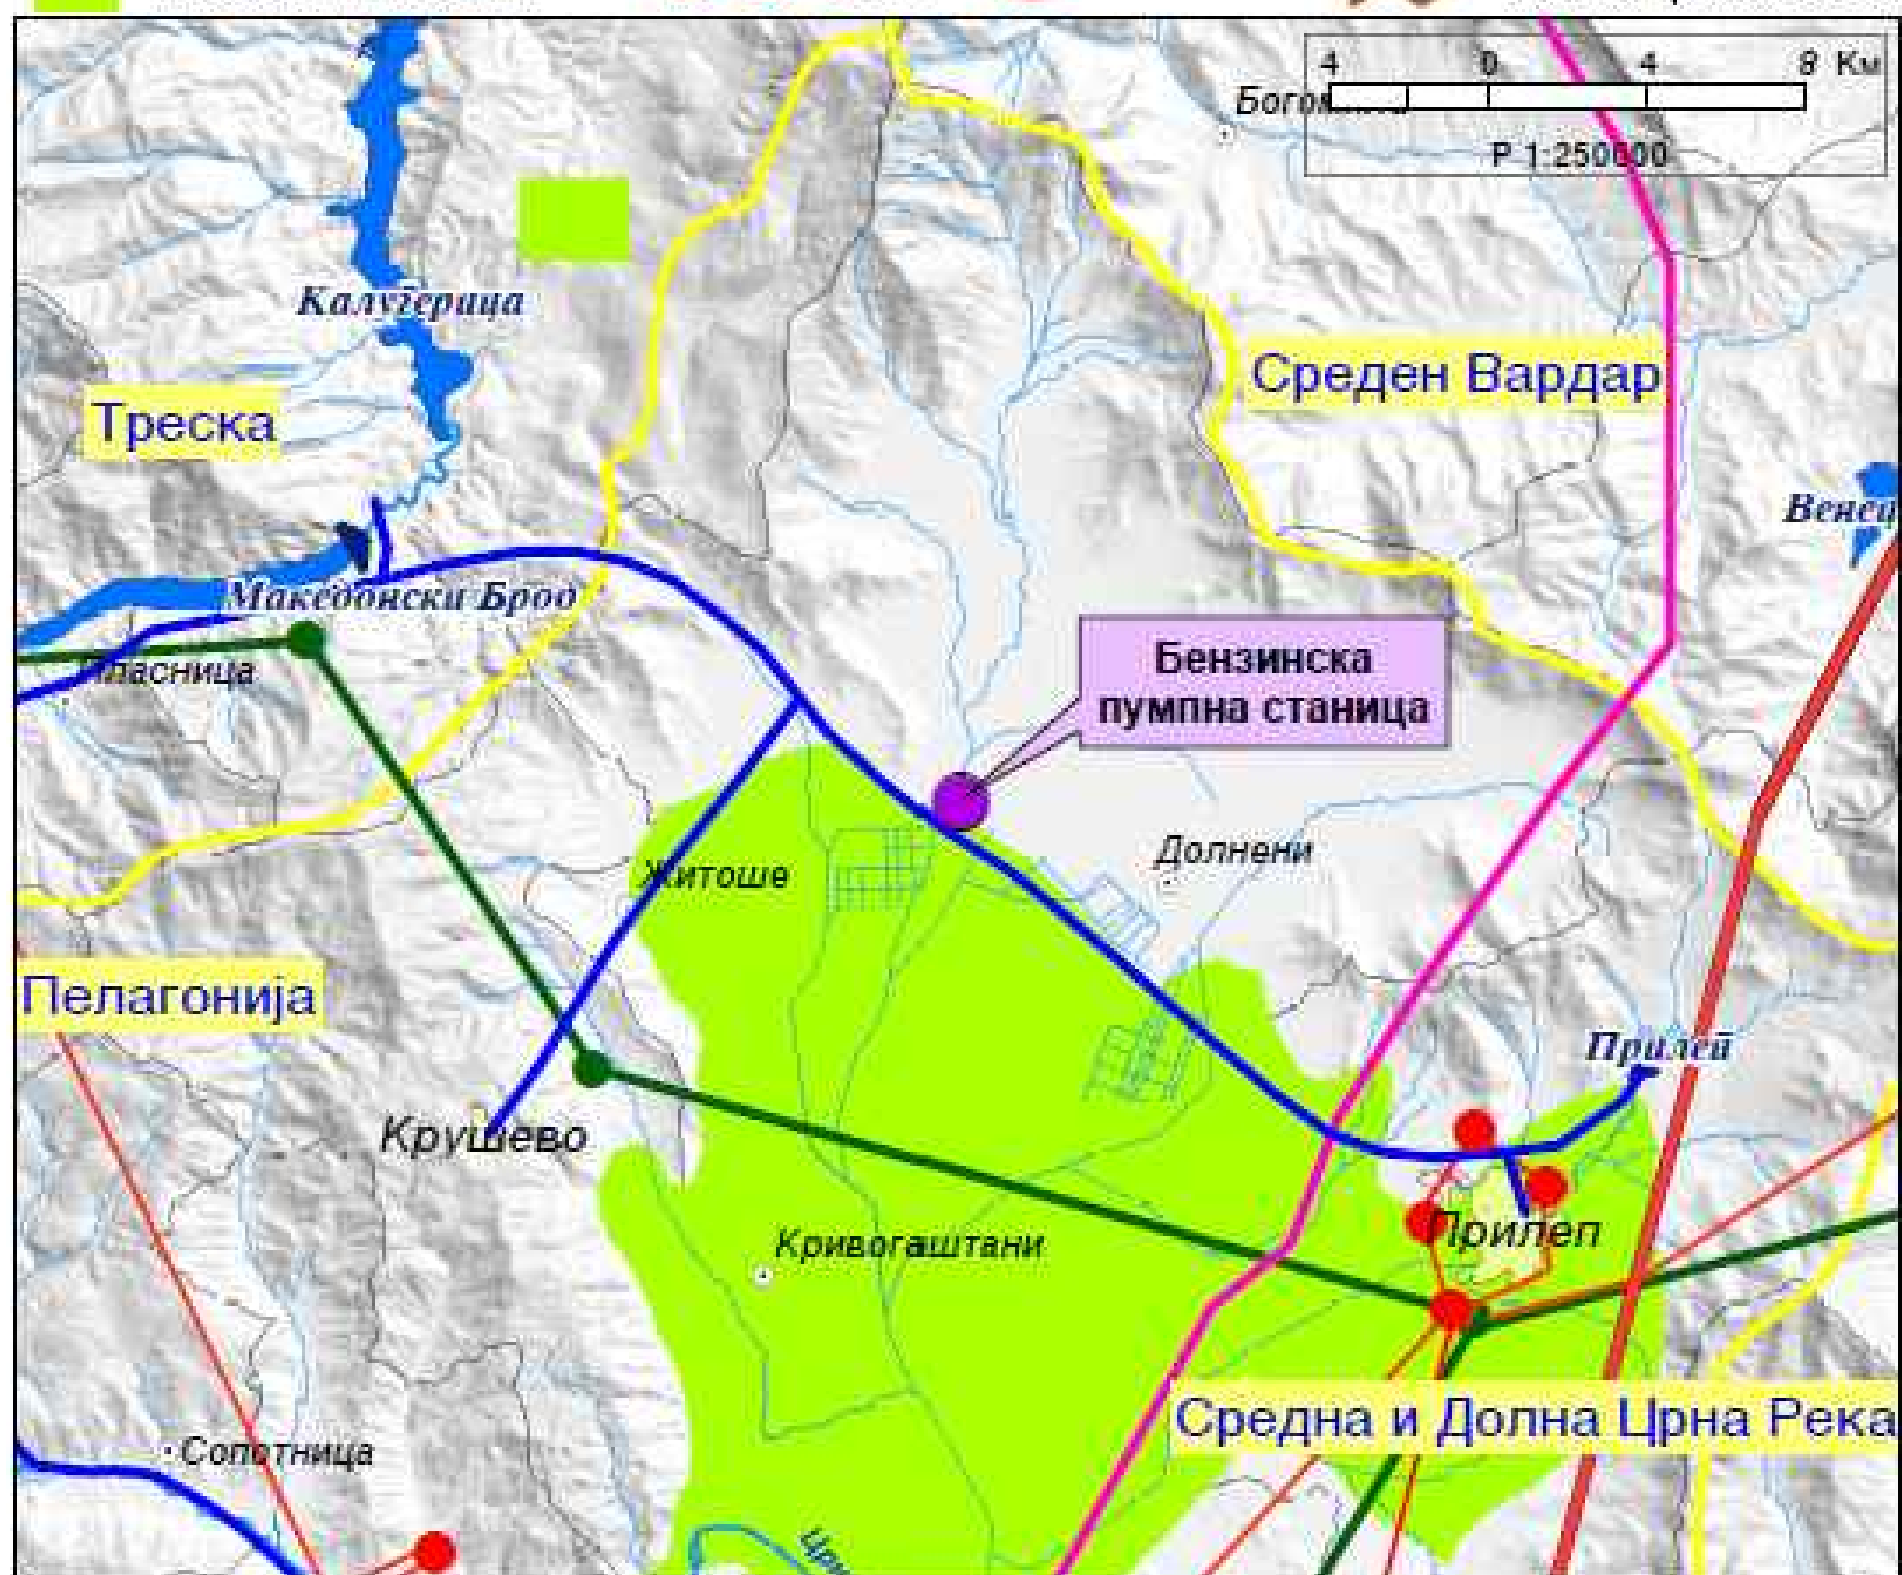 4 0 4 8 Км
Р 1:250000
Калуѓерица
Треска
Среден Вардар
Македонски Брод
Пласница
Бензинска
пумпна станица
Долнени
Житоше
Пелагонија
Прилеп
Крушево
Прилеп
Кривогаштани
Средна и Долна Црна Река
Сопотница